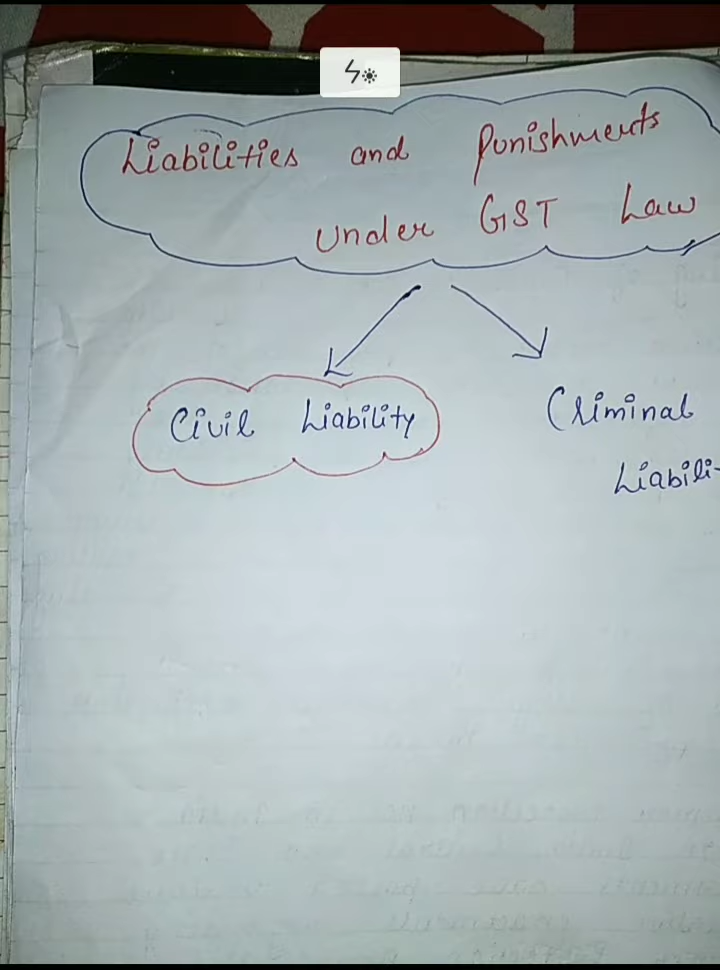 Liabilities and Punishments
Under GST Law
Civil Liability
Criminal
Liabili